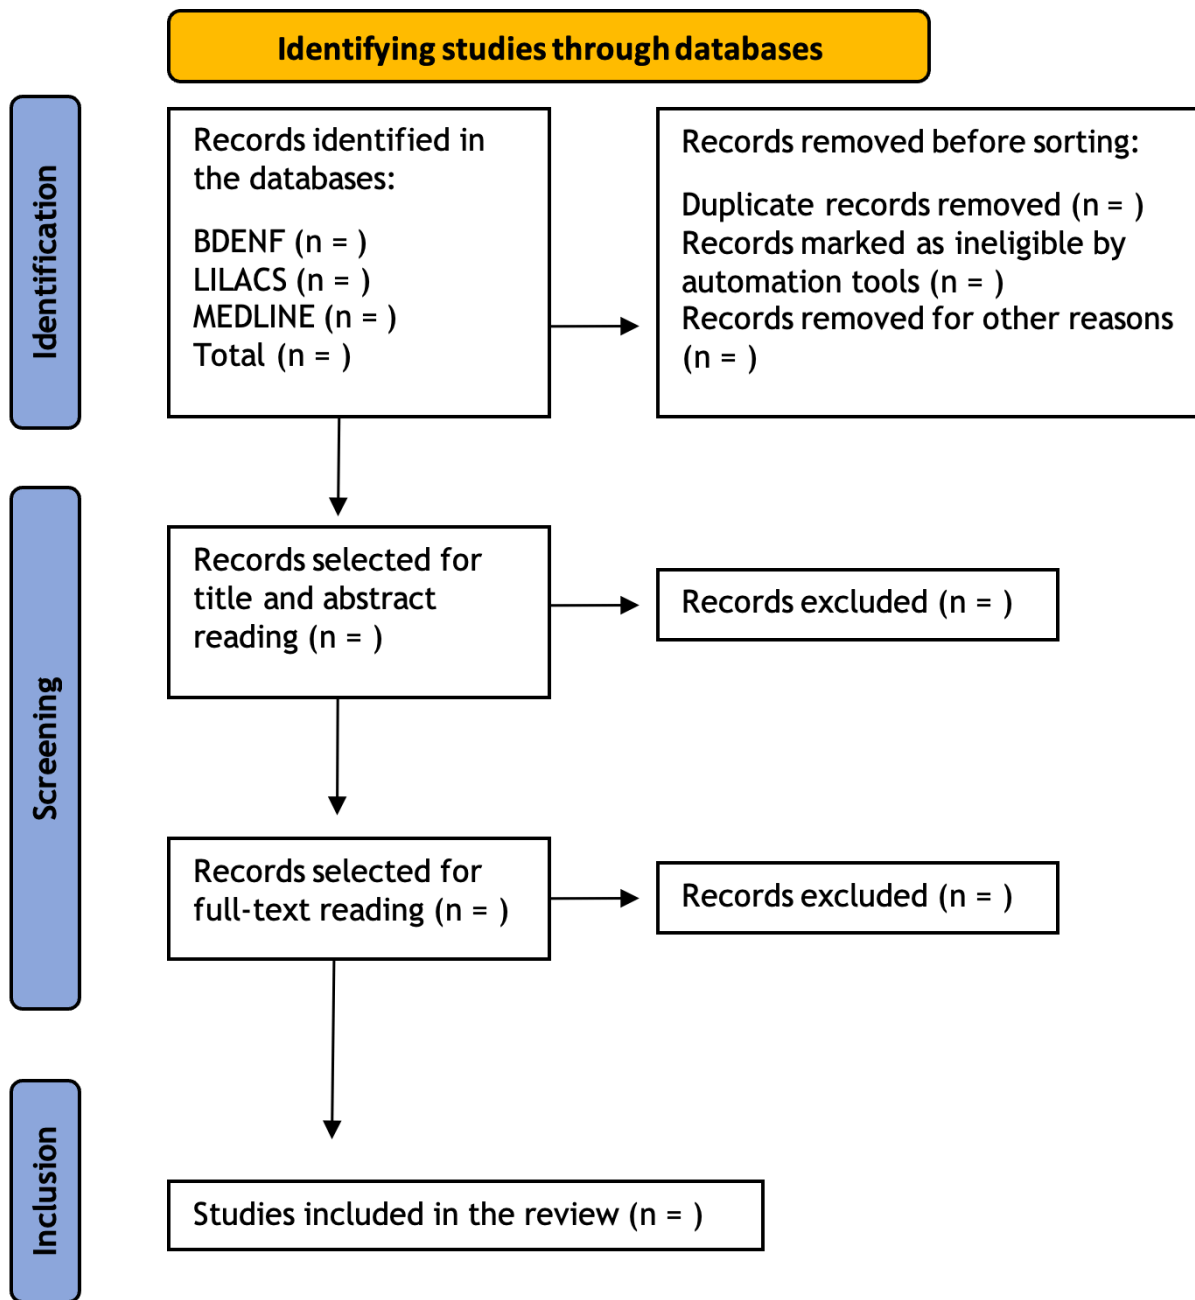 Identifying studies through databases
Identification
Records identified in
the databases:
BDENF (n = )
LILACS (n = )
MEDLINE (n = )
Total (n = )
Records removed before sorting:
Duplicate records removed (n = )
Records marked as ineligible by
automation tools (n = )
Records removed for other reasons
(n = )
Screening
Records selected for
title and abstract
reading (n = )
Records excluded (n = )
Records selected for
full-text reading (n = )
Records excluded (n = )
Inclusion
Studies included in the review (n = )